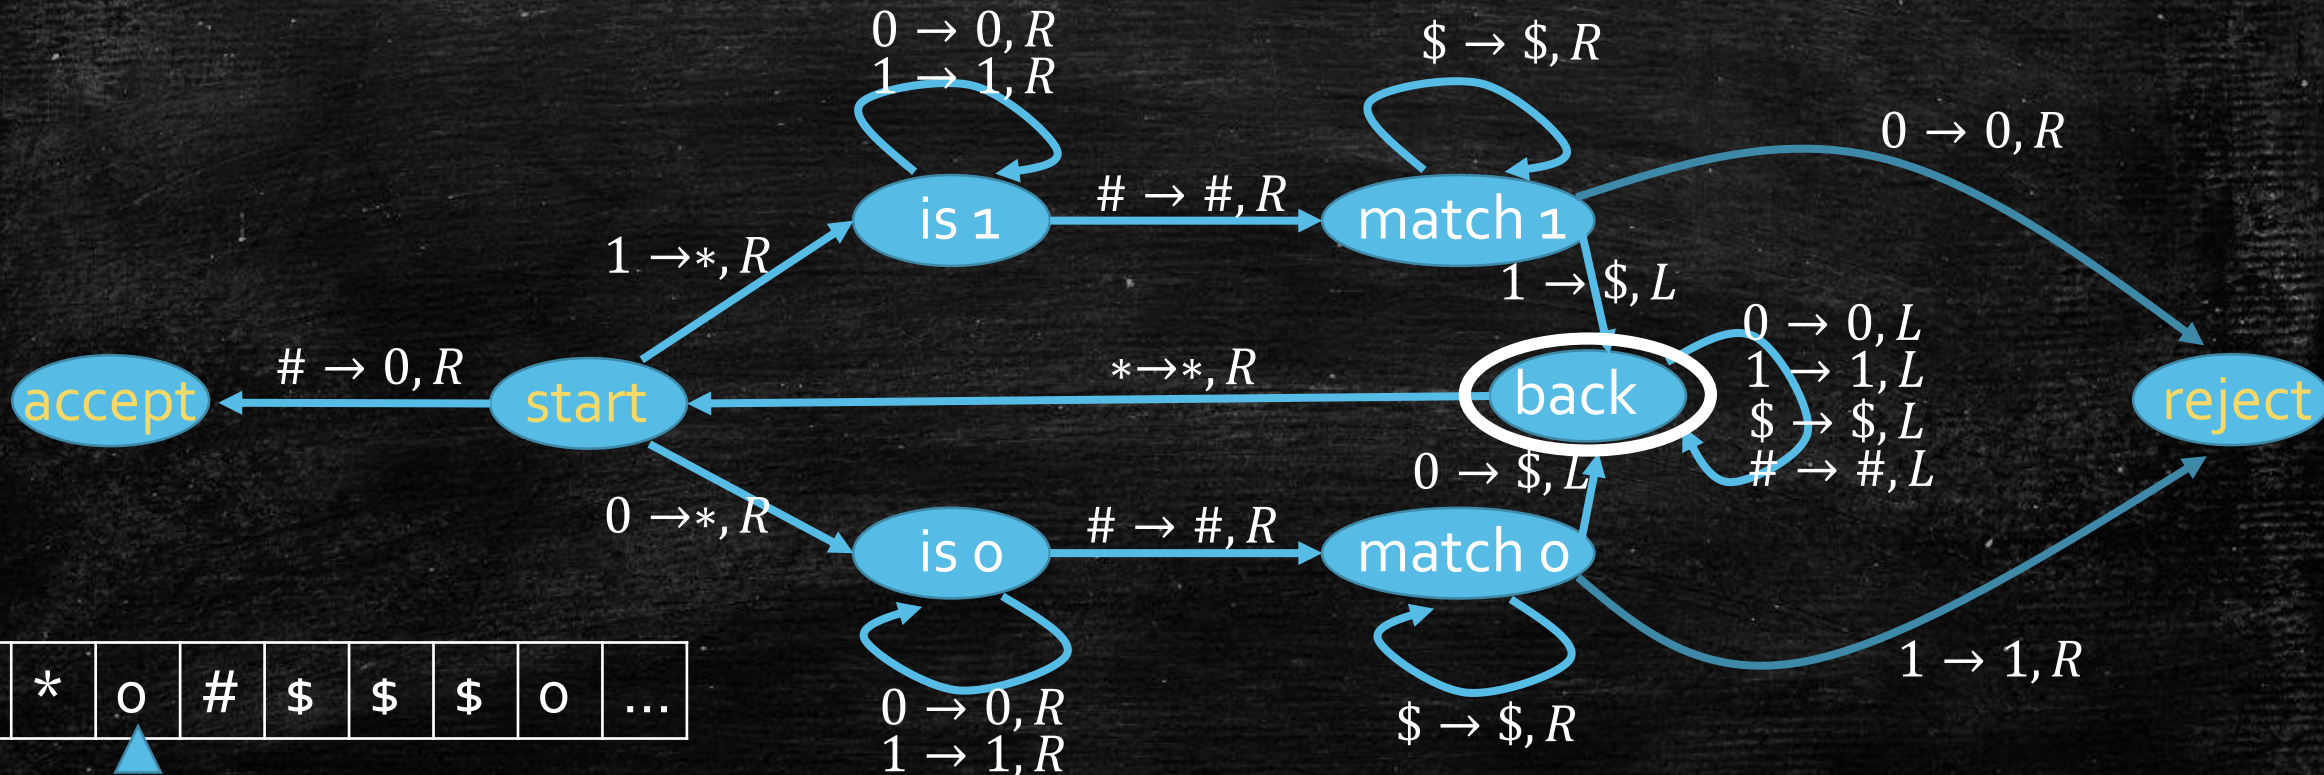 0 → 0, R
1 → 1, R
$ → $, R
0 → 0, R
is 1
# → #, R
match 1
1 →*, R
1 → $, L
0 → 0, L
1 → 1, L
$ → $, L
# → #, L
accept
# → 0, R
start
*→*, R
back
reject
0 → $, L
0 →*, R
is 0
# → #, R
match 0
1 → 1, R
0 → 0, R
1 → 1, R
$ → $, R
* 0 # $ $ $ 0 ...